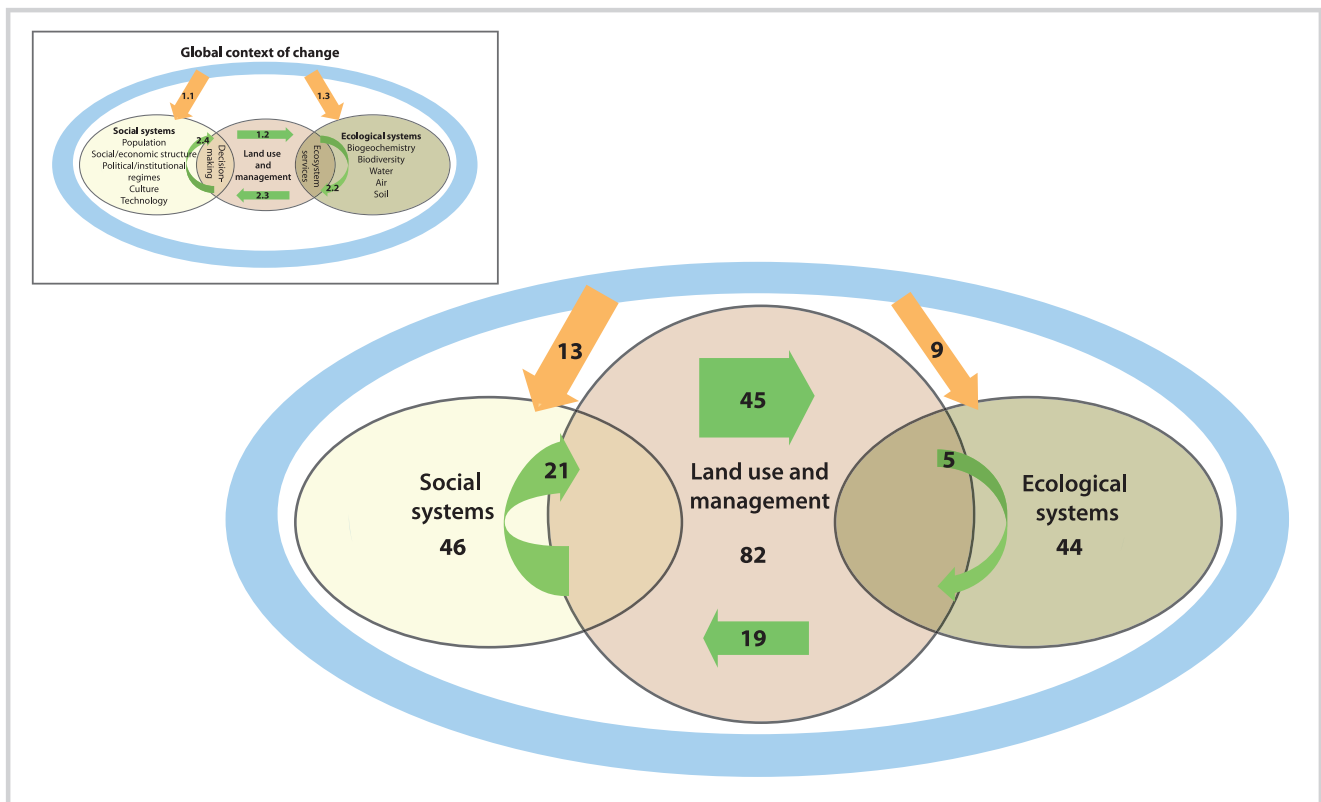 Global context of change
1.1
1.3
Social systems
Population
Social/economic structure
Political/institutional
regimes
Culture
Technology
2.4
Decision-
making
1.2
Land use
and
management
2.3
Ecosystem
services
2.2
Ecological systems
Biogeochemistry
Biodiversity
Water
Air
Soil
13
9
45
21
5
Social
systems
46
Land use and
management
82
Ecological
systems
44
19